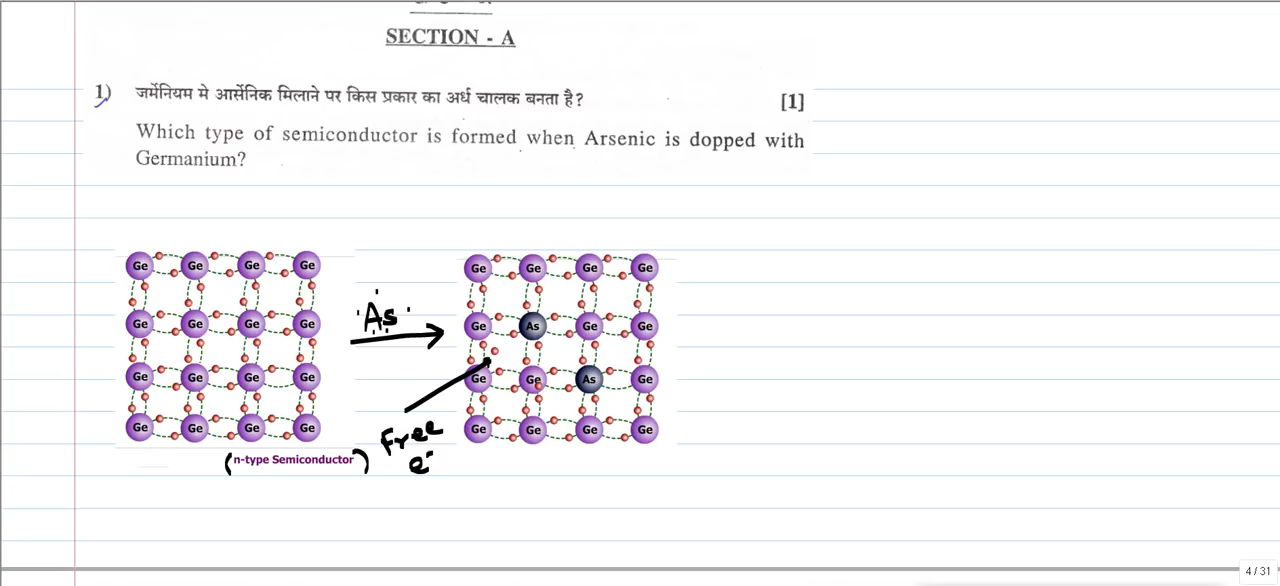 SECTION - A
1) जर्मेनियम मे आर्सेनिक मिलाने पर किस प्रकार का अर्ध चालक बनता है? [1]
Which type of semiconductor is formed when Arsenic is dopped with
Germanium?
Ge Ge Ge Ge
Ge Ge Ge Ge
Ge Ge Ge Ge
Ge Ge Ge Ge
(n-type Semiconductor)
As
Free
e-
Ge Ge Ge Ge
Ge As Ge Ge
Ge Ge As Ge
Ge Ge Ge Ge
4 / 31